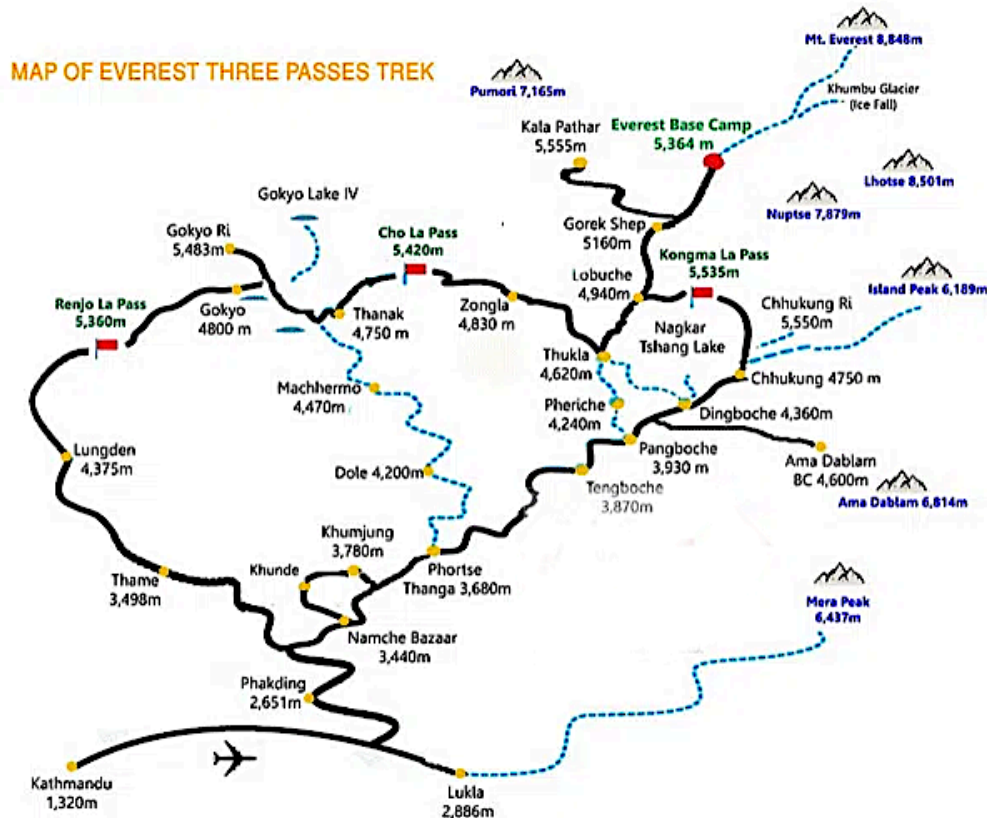 Mt. Everest 8,848m
MAP OF EVEREST THREE PASSES TREK
Pumori 7,165m
Khumbu Glacier
(Ice Fall)
Kala Pathar
5,555m
Everest Base Camp
5,364 m
Lhotse 8,501m
Gokyo Lake IV
Nuptse 7,879m
Gorek Shep
5160m
Gokyo Ri
5,483m
Cho La Pass
5,420m
Kongma La Pass
5,535m
Lobuche
4,940m
Island Peak 6,189m
Renjo La Pass
5,360m
Gokyo
4800 m
Thanak
4,750 m
Zongla
4,830 m
Chhukung Ri
5,550m
Nagkar
Tshang Lake
Thukla
4,620m
Chhukung 4750 m
Machhermo
4,470m
Pheriche
4,240m
Dingboche 4,360m
Pangboche
3,930 m
Lungden
4,375m
Dole 4,200m
Ama Dablam
BC 4,600m
Tengboche
3,870m
Ama Dablam 6,814m
Khumjung
3,780m
Khunde
Phortse
Thanga 3,680m
Thame
3,498m
Mera Peak
6,437m
Namche Bazaar
3,440m
Phakding
2,651m
Kathmandu
1,320m
Lukla
2,886m